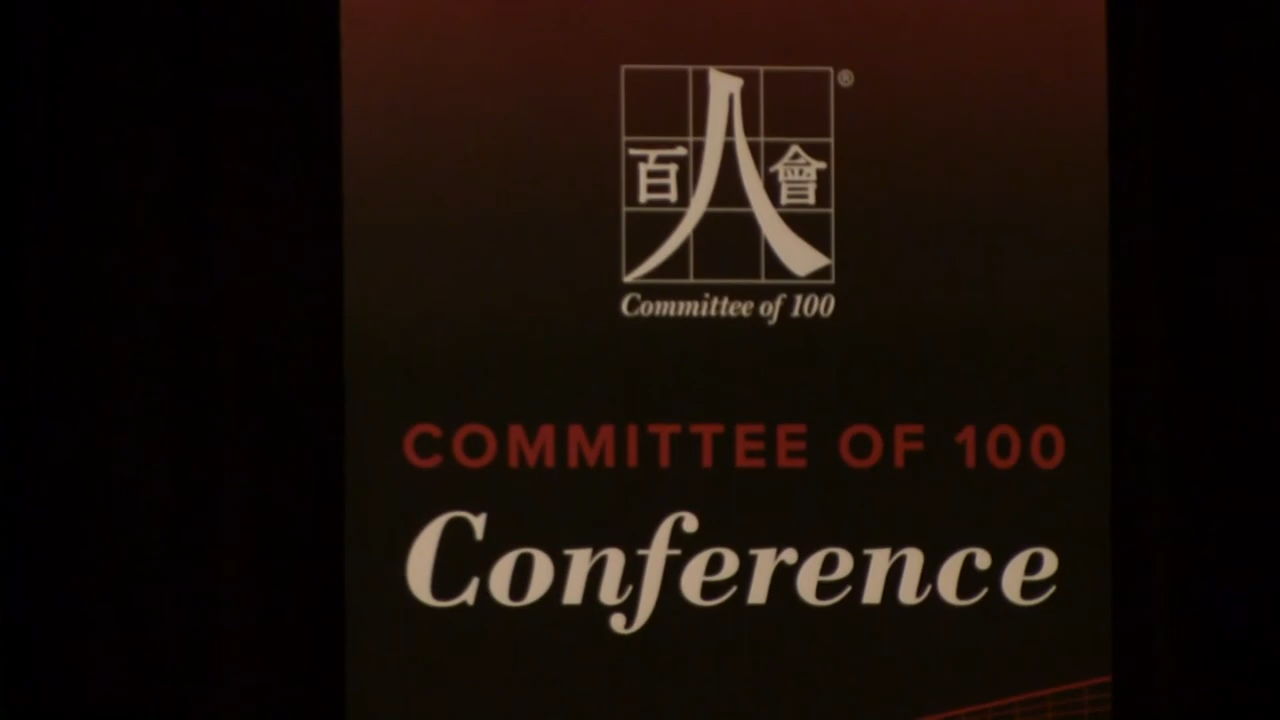 百人會
®
Committee of 100
COMMITTEE OF 100
Conference